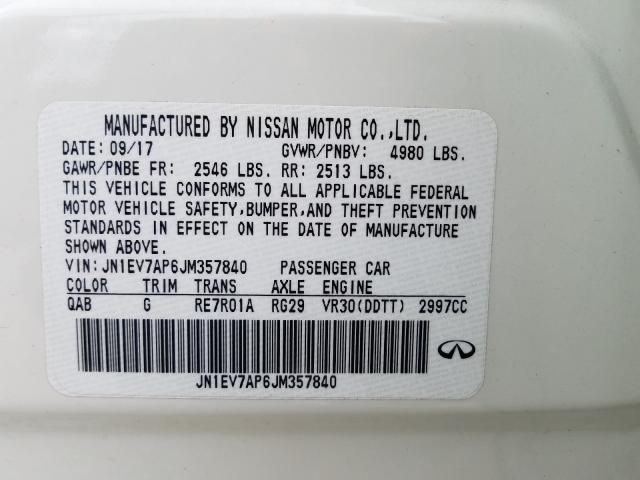 MANUFACTURED BY NISSAN MOTOR CO.,LTD.
DATE: 09/17 GVWR/PNBV: 4980 LBS.
GAWR/PNBE FR: 2546 LBS. RR: 2513 LBS.
THIS VEHICLE CONFORMS TO ALL APPLICABLE FEDERAL
MOTOR VEHICLE SAFETY,BUMPER,AND THEFT PREVENTION
STANDARDS IN EFFECT ON THE DATE OF MANUFACTURE
SHOWN ABOVE.
VIN:JN1EV7AP6JM357840 PASSENGER CAR
COLOR TRIM TRANS AXLE ENGINE
QAB G RE7R01A RG29 VR30(DDTT) 2997CC
JN1EV7AP6JM357840